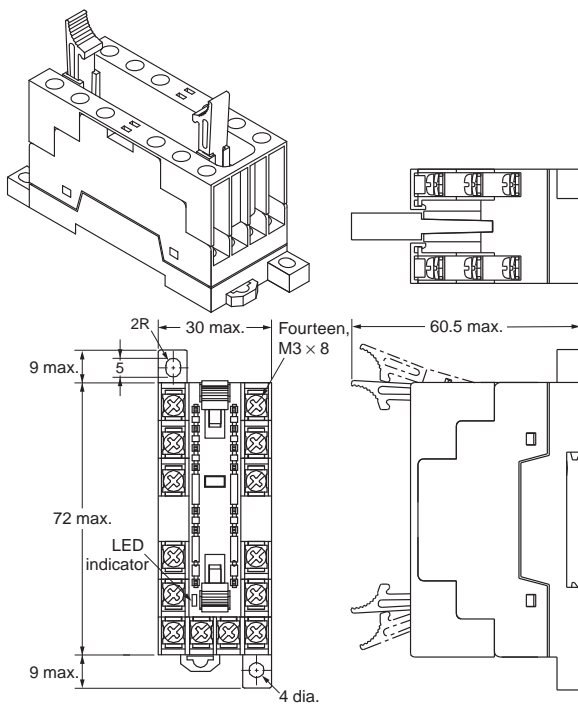 2R
30 max.
Fourteen,
M3 × 8
60.5 max.
9 max.
5
72 max.
LED
indicator
9 max.
4 dia.